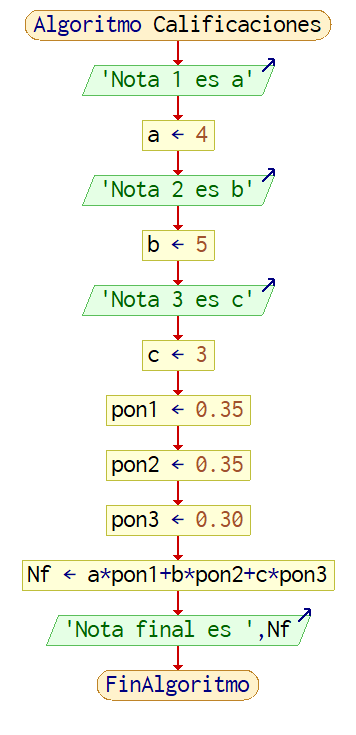 Algoritmo Calificaciones
'Nota 1 es a'
a ← 4
'Nota 2 es b'
b ← 5
'Nota 3 es c'
c ← 3
pon1 ← 0.35
pon2 ← 0.35
pon3 ← 0.30
Nf ← a*pon1+b*pon2+c*pon3
'Nota final es ',Nf
FinAlgoritmo